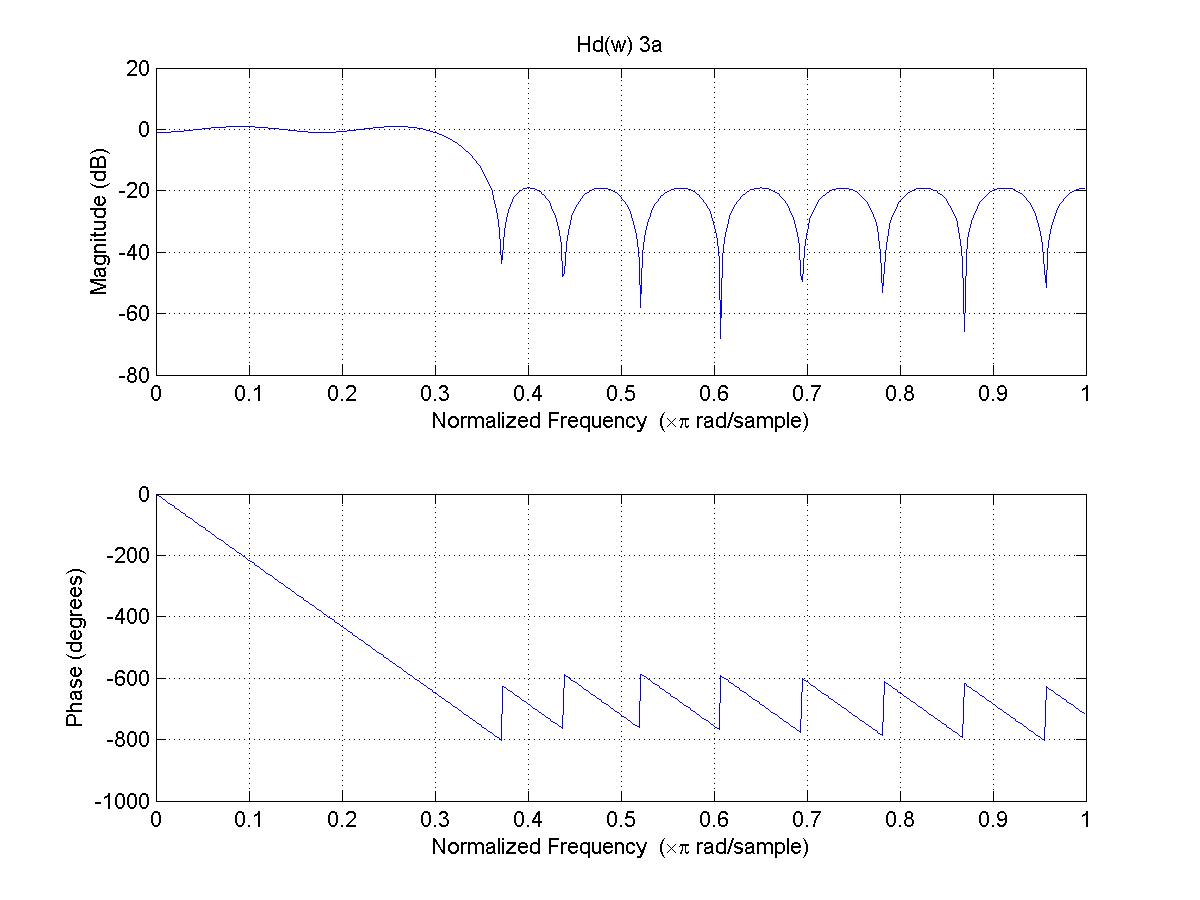 Hd(w) 3a
20
0
-20
-40
-60
-80
Magnitude (dB)
0 0.1 0.2 0.3 0.4 0.5 0.6 0.7 0.8 0.9 1
Normalized Frequency (×π rad/sample)
0
-200
-400
-600
-800
-1000
Phase (degrees)
0 0.1 0.2 0.3 0.4 0.5 0.6 0.7 0.8 0.9 1
Normalized Frequency (×π rad/sample)